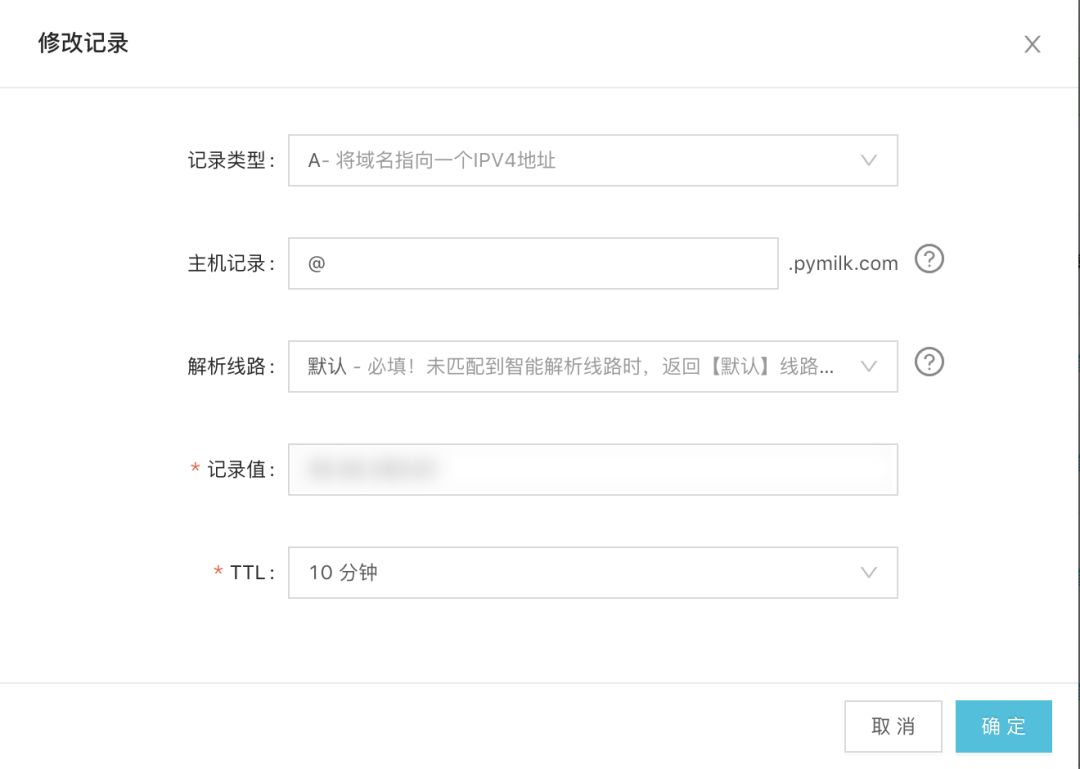 修改记录
记录类型: A- 将域名指向一个IPV4地址
主机记录: @ .pymilk.com ?
解析线路: 默认 - 必填！未匹配到智能解析线路时，返回【默认】线路... ?
* 记录值:
* TTL: 10 分钟
取 消 确 定